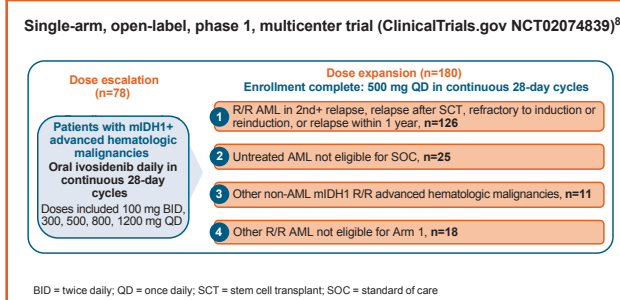 Single-arm, open-label, phase 1, multicenter trial (ClinicalTrials.gov NCT02074839)8
Dose escalation
(n=78)
Patients with mIDH1+
advanced hematologic
malignancies
Oral ivosidenib daily in
continuous 28-day
cycles
Doses included 100 mg BID,
300, 500, 800, 1200 mg QD
Dose expansion (n=180)
Enrollment complete: 500 mg QD in continuous 28-day cycles
1 R/R AML in 2nd+ relapse, relapse after SCT, refractory to induction or
reinduction, or relapse within 1 year, n=126
2 Untreated AML not eligible for SOC, n=25
3 Other non-AML mIDH1 R/R advanced hematologic malignancies, n=11
4 Other R/R AML not eligible for Arm 1, n=18
BID = twice daily; QD = once daily; SCT = stem cell transplant; SOC = standard of care